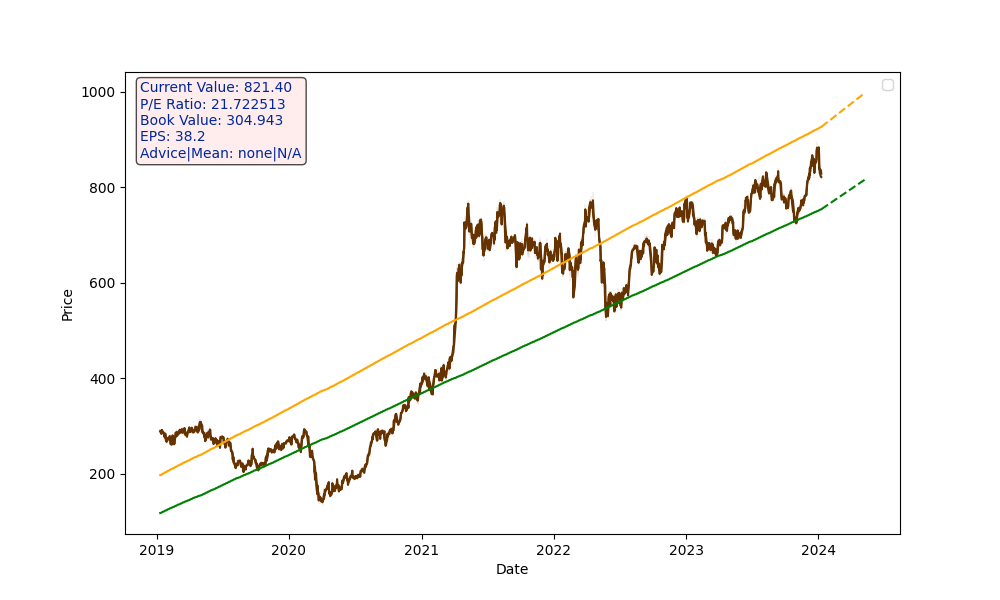 Current Value: 821.40
P/E Ratio: 21.722513
Book Value: 304.943
EPS: 38.2
Advice|Mean: none|N/A
1000
800
600
400
200
Price
2019 2020 2021 2022 2023 2024
Date